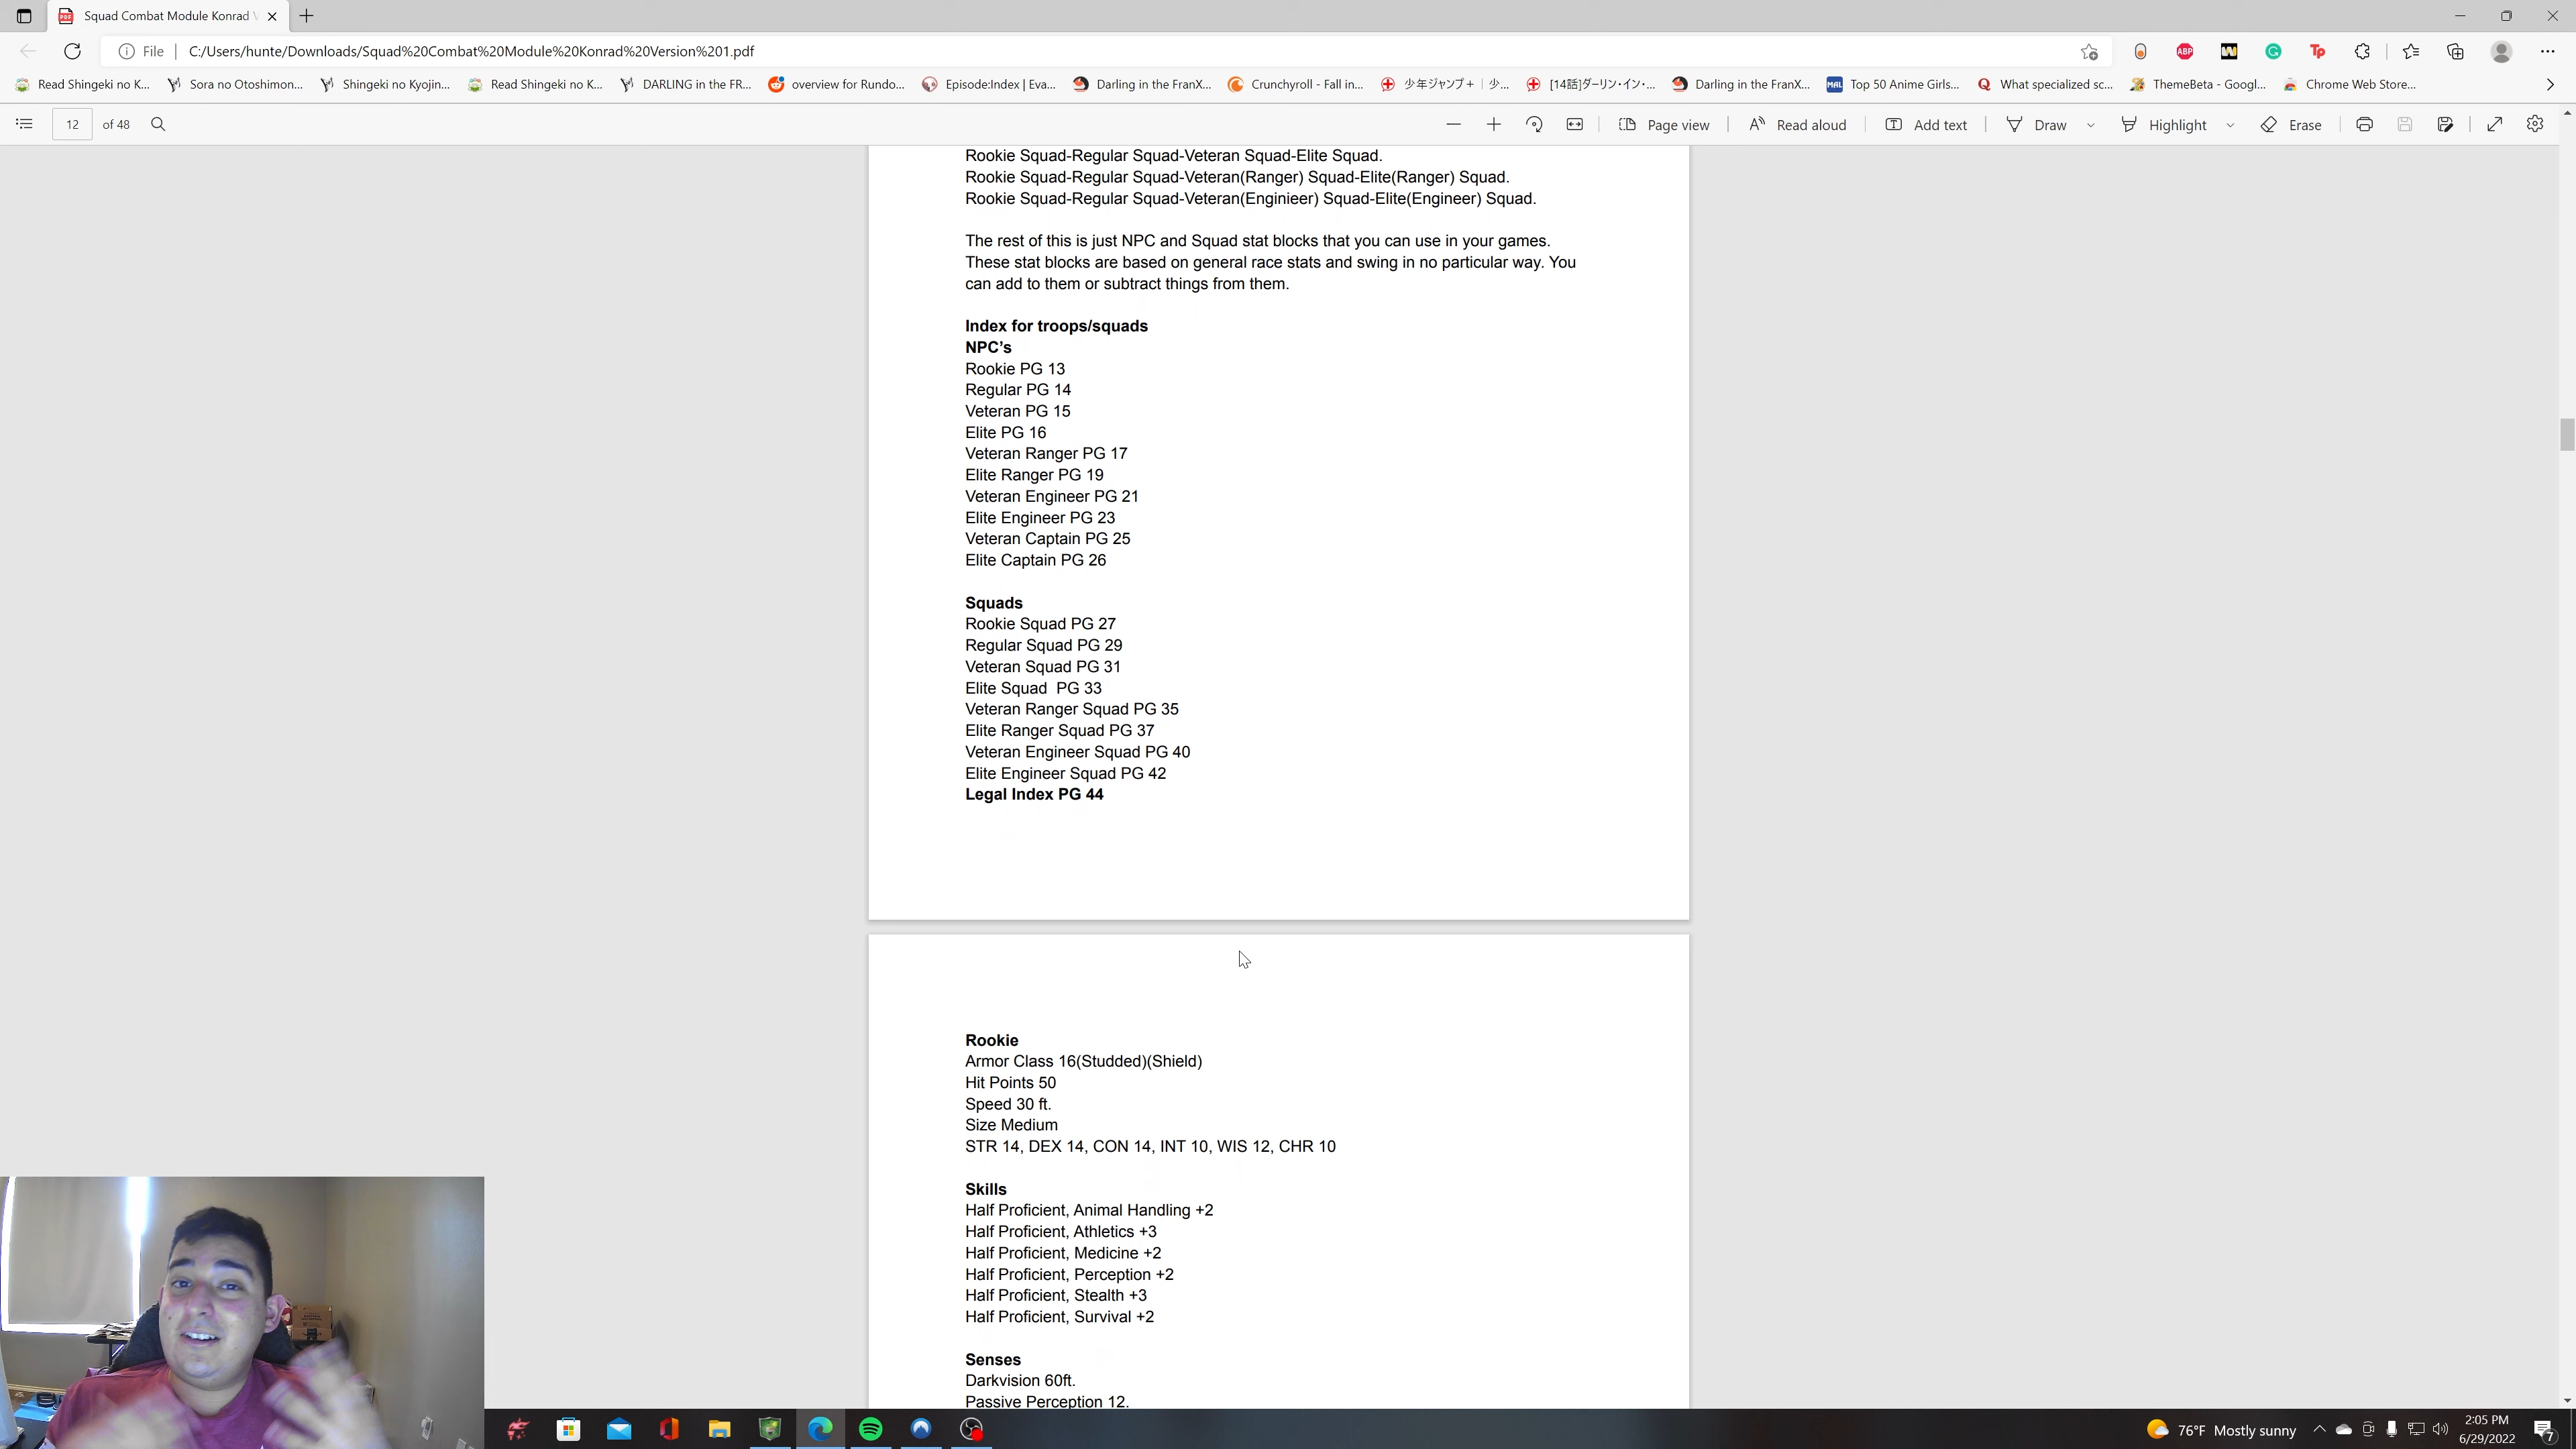 Squad Combat Module Konrad V
File
C:/Users/hunte/Downloads/Squad%20Combat%20Module%20Konrad%20Version%201.pdf
ABP
Read Shingeki no K...
Sora no Otoshimon...
Shingeki no Kyojin...
Read Shingeki no K...
DARLING in the FR...
overview for Rundo...
Episode:Index | Eva...
Darling in the FranX...
Crunchyroll - Fall in...
少年ジャンプ＋｜少...
[14話]ダーリン・イン・...
Darling in the FranX...
MAL Top 50 Anime Girls...
What specialized sc...
ThemeBeta - Googl...
Chrome Web Store...
12 of 48
Page view
Read aloud
Add text
Draw
Highlight
Erase
Rookie Squad-Regular Squad-Veteran Squad-Elite Squad.
Rookie Squad-Regular Squad-Veteran(Ranger) Squad-Elite(Ranger) Squad.
Rookie Squad-Regular Squad-Veteran(Enginieer) Squad-Elite(Engineer) Squad.
The rest of this is just NPC and Squad stat blocks that you can use in your games.
These stat blocks are based on general race stats and swing in no particular way. You
can add to them or subtract things from them.
Index for troops/squads
NPC's
Rookie PG 13
Regular PG 14
Veteran PG 15
Elite PG 16
Veteran Ranger PG 17
Elite Ranger PG 19
Veteran Engineer PG 21
Elite Engineer PG 23
Veteran Captain PG 25
Elite Captain PG 26
Squads
Rookie Squad PG 27
Regular Squad PG 29
Veteran Squad PG 31
Elite Squad  PG 33
Veteran Ranger Squad PG 35
Elite Ranger Squad PG 37
Veteran Engineer Squad PG 40
Elite Engineer Squad PG 42
Legal Index PG 44
Rookie
Armor Class 16(Studded)(Shield)
Hit Points 50
Speed 30 ft.
Size Medium
STR 14, DEX 14, CON 14, INT 10, WIS 12, CHR 10
Skills
Half Proficient, Animal Handling +2
Half Proficient, Athletics +3
Half Proficient, Medicine +2
Half Proficient, Perception +2
Half Proficient, Stealth +3
Half Proficient, Survival +2
Senses
Darkvision 60ft.
Passive Perception 12.
76°F Mostly sunny
2:05 PM
6/29/2022
7